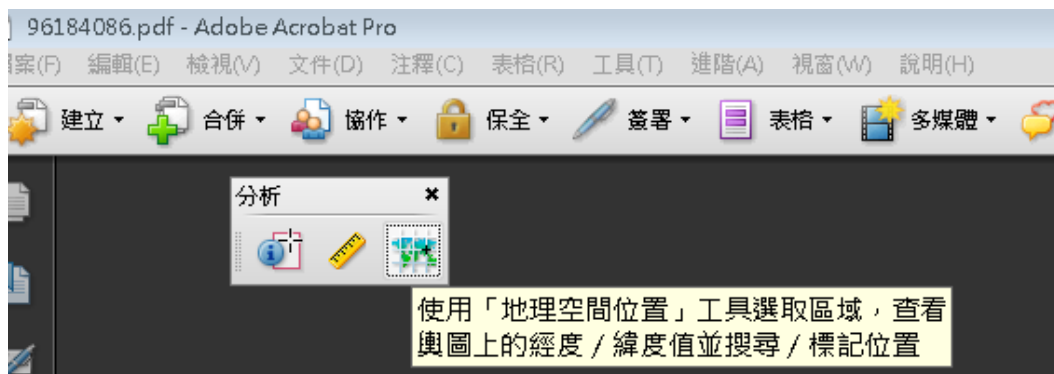 96184086.pdf - Adobe Acrobat Pro
案(F) 編輯(E) 檢視(V) 文件(D) 注釋(C) 表格(R) 工具(T) 進階(A) 視窗(W) 說明(H)
建立 合併 協作 保全 簽署 表格 多媒體
分析
使用「地理空間位置」工具選取區域，查看
輿圖上的經度 / 緯度值並搜尋 / 標記位置